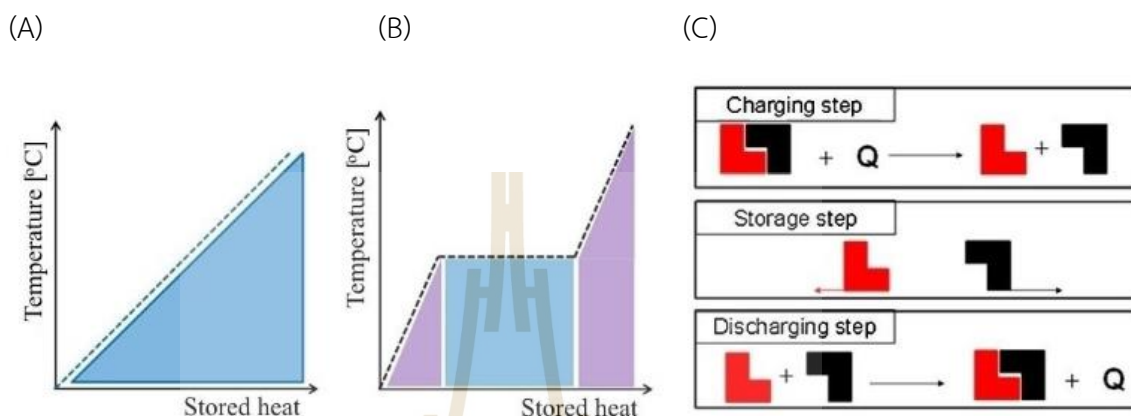 (A)
(B)
(C)
Temperature [°C]
Stored heat
Temperature [°C]
Stored heat
Charging step
+ Q +
Storage step
Discharging step
+ + Q